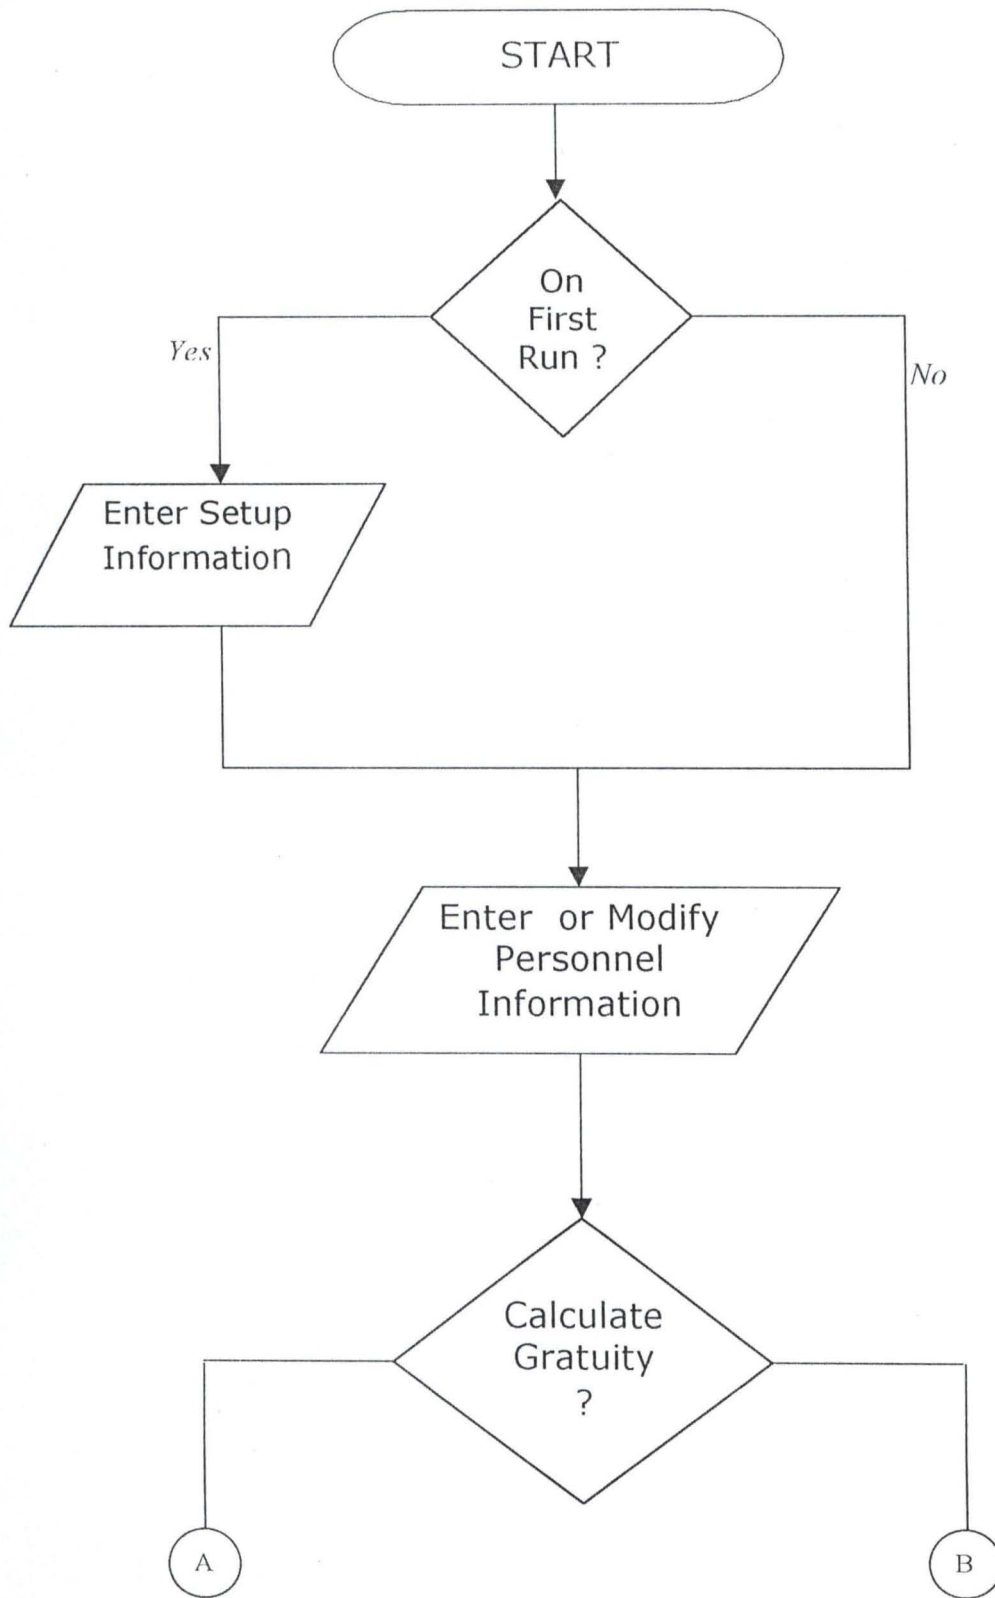 START
On
First
Run ?
Yes
No
Enter Setup
Information
Enter or Modify
Personnel
Information
Calculate
Gratuity
?
A
B